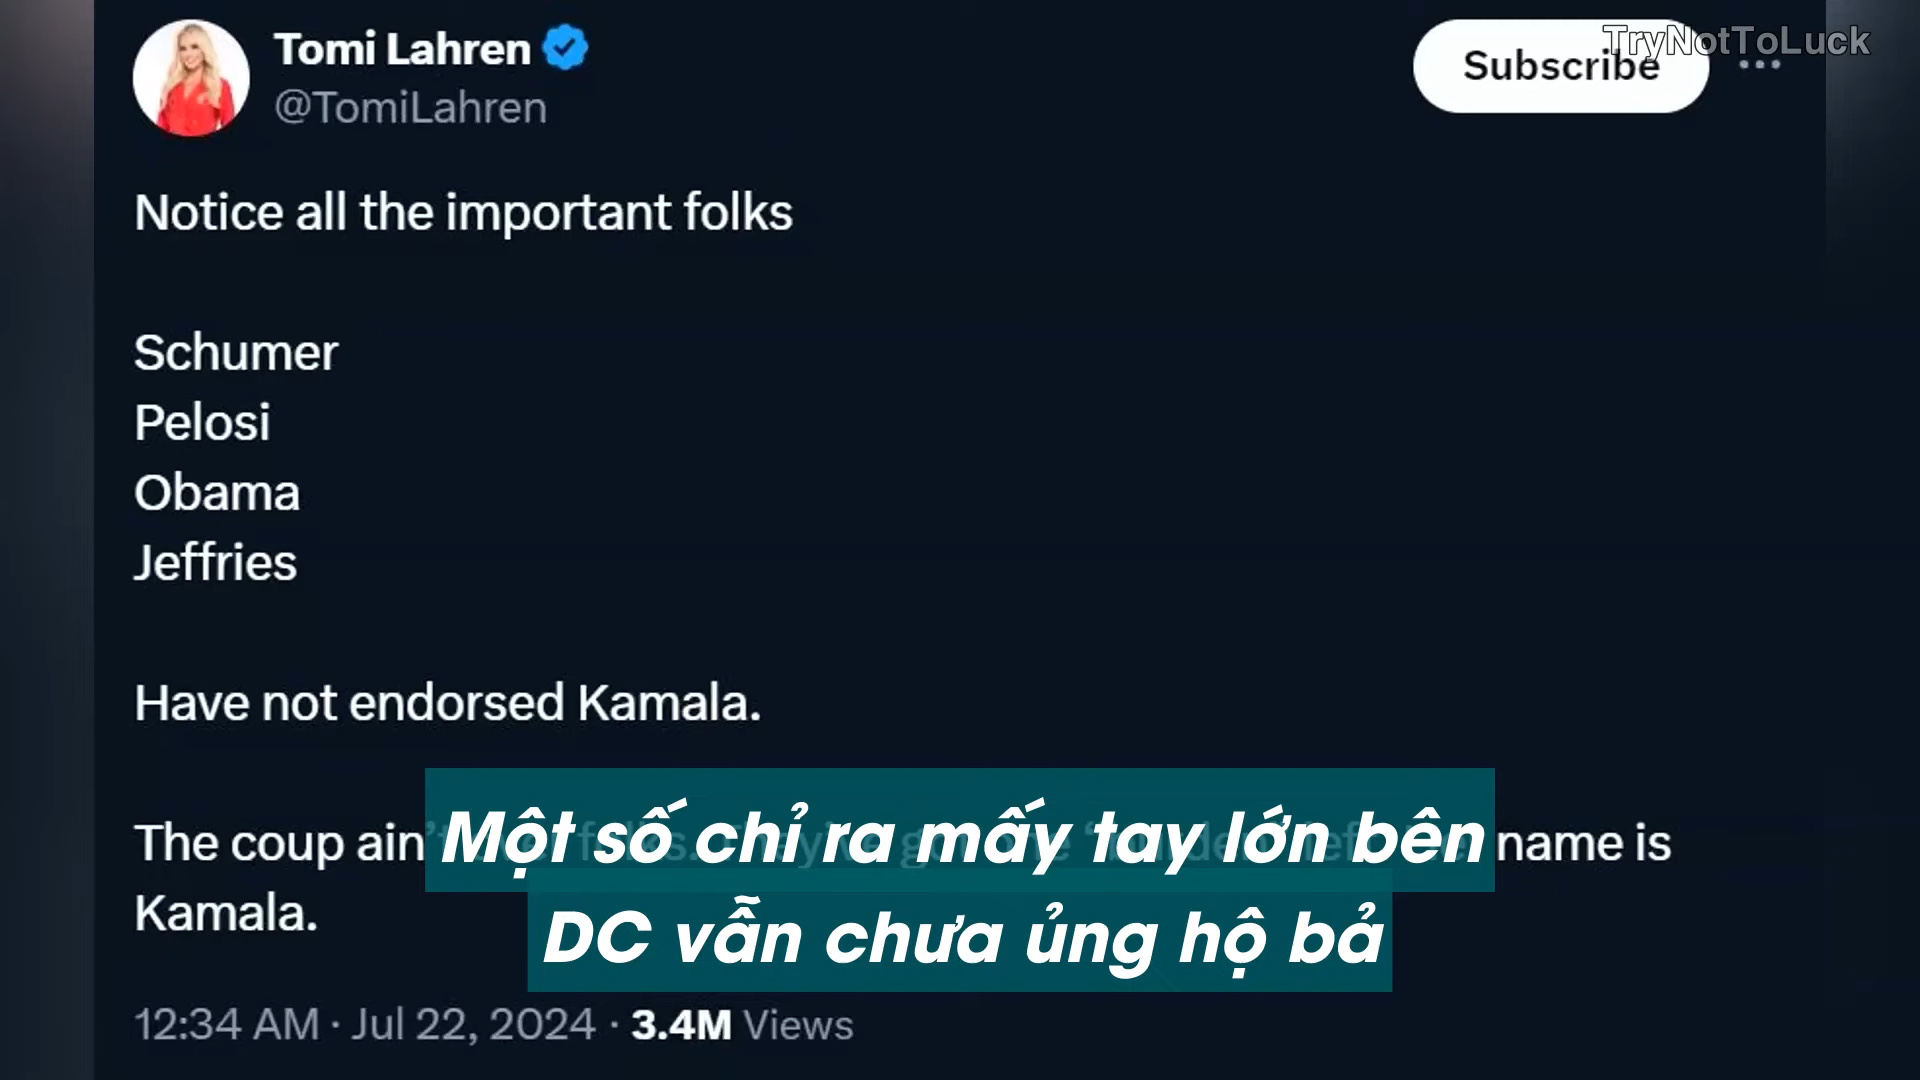 Tomi Lahren
@TomiLahren
Subscribe
TryNotToLuck
Notice all the important folks
Schumer
Pelosi
Obama
Jeffries
Have not endorsed Kamala.
The coup ain't name is
Kamala.
Một số chỉ ra mấy tay lớn bên
DC vẫn chưa ủng hộ bả
12:34 AM · Jul 22, 2024 · 3.4M Views